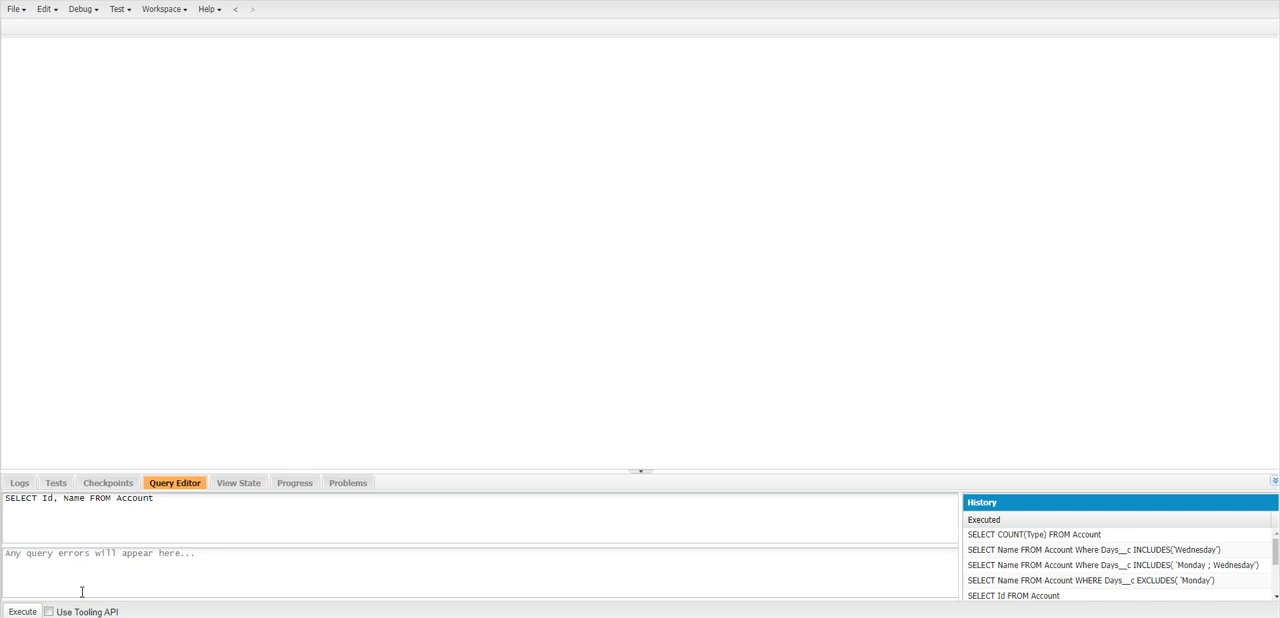 File Edit Debug Test Workspace Help < >
Logs Tests Checkpoints Query Editor View State Progress Problems
SELECT Id, Name FROM Account
Any query errors will appear here...
Execute Use Tooling API
History
Executed
SELECT COUNT(Type) FROM Account
SELECT Name FROM Account Where Days__c INCLUDES('Wednesday')
SELECT Name FROM Account Where Days__c INCLUDES( 'Monday ; Wednesday')
SELECT Name FROM Account WHERE Days__c EXCLUDES( 'Monday')
SELECT Id FROM Account